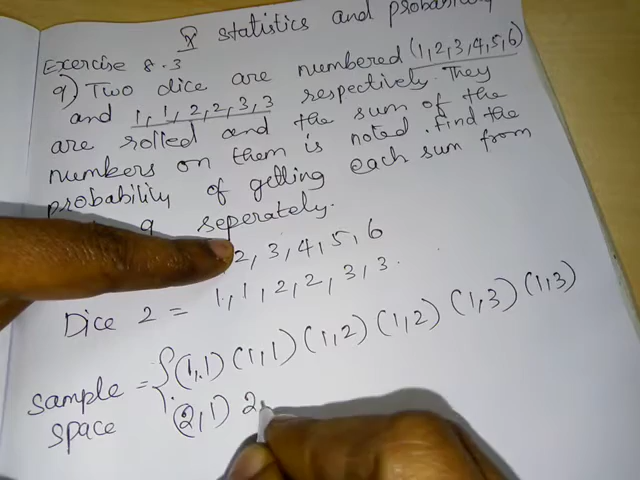 X statistics and probability
Exercise 8.3
9) Two dice are numbered (1,2,3,4,5,6)
and 1,1,2,2,3,3 respectively. They
are rolled and the sum of the
numbers on them is noted. find the
probability of getting each sum from
9 seperately.
2,3,4,5,6
Dice 2 = 1,1,2,2,3,3.
Sample space = { (1,1) (1,1) (1,2) (1,2) (1,3) (1,3)
(2,1) 2,